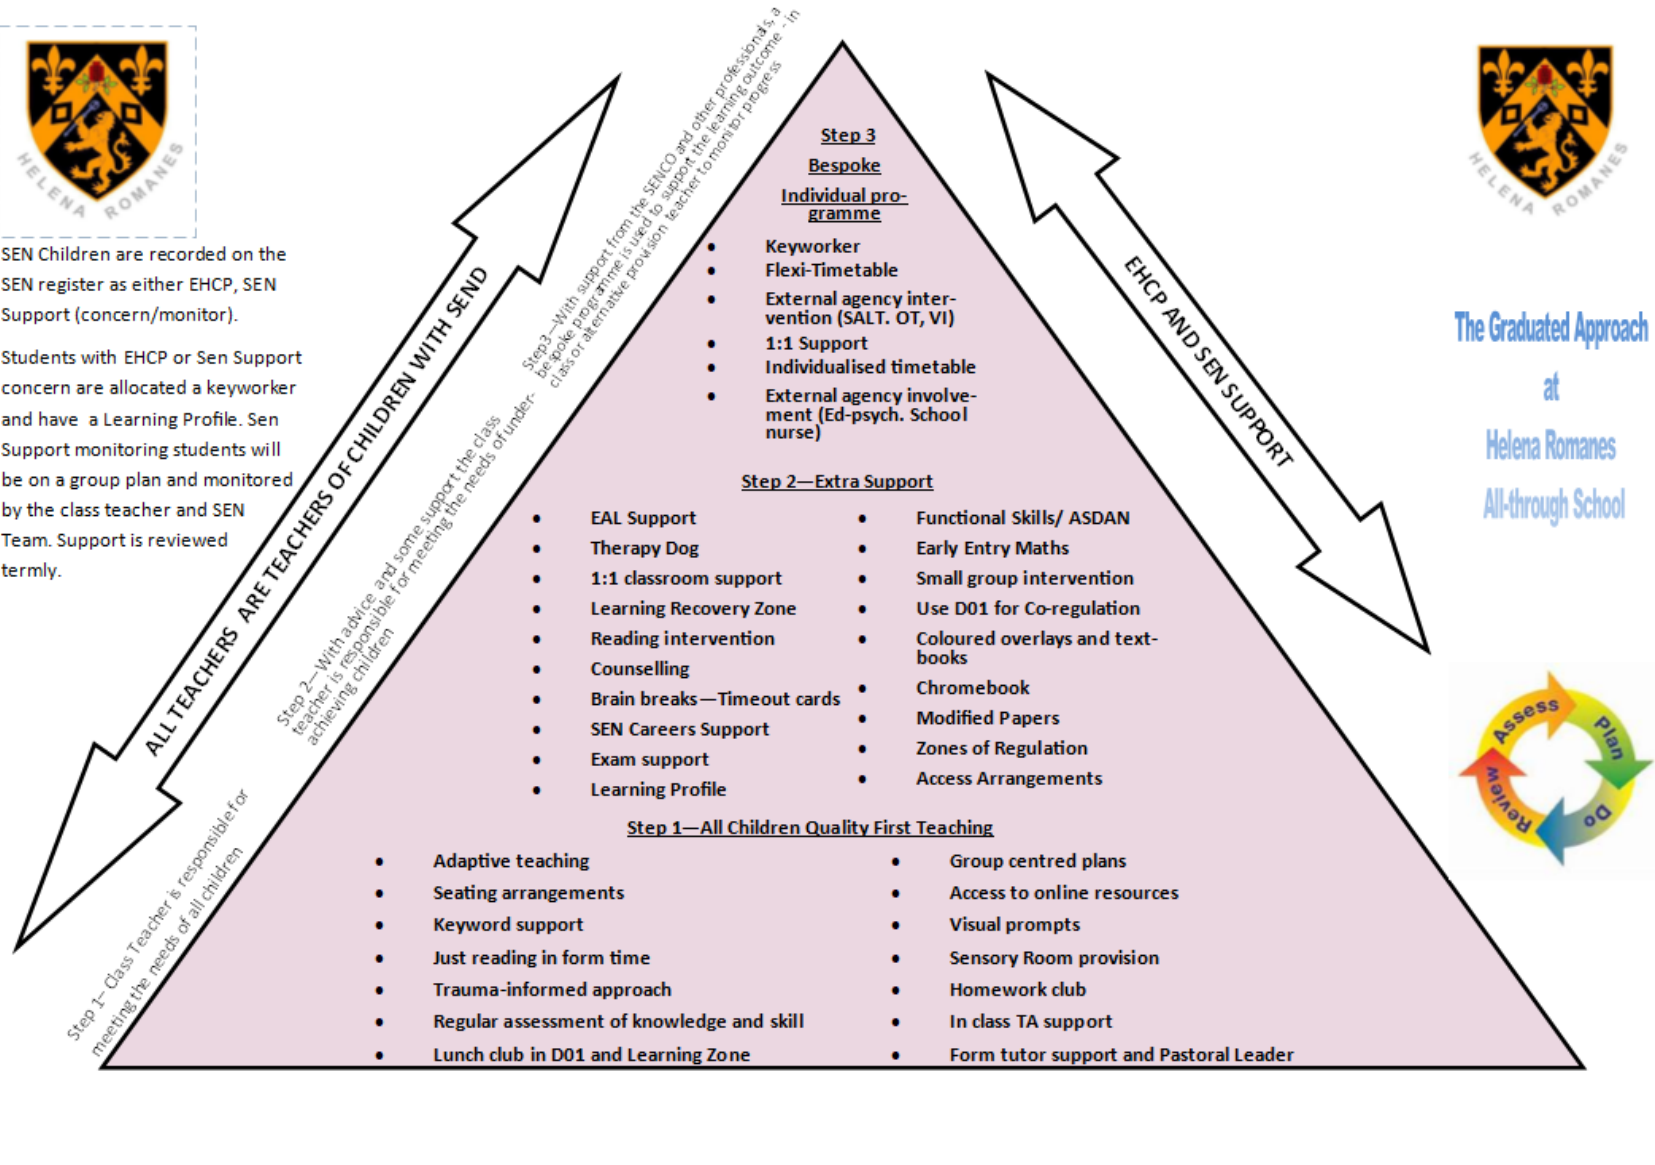 HELENA ROMANES
SEN Children are recorded on the
SEN register as either EHCP, SEN
Support (concern/monitor).
Students with EHCP or Sen Support
concern are allocated a keyworker
and have a Learning Profile. Sen
Support monitoring students will
be on a group plan and monitored
by the class teacher and SEN
Team. Support is reviewed
termly.
ALL TEACHERS ARE TEACHERS OF CHILDREN WITH SEND
Step3—With support from the SENCO and other professionals, a
bespoke programme is used to support the learning outcome - in
class or alternative provision teacher to monitor progress
Step 2—With advice and some support the class
teacher is responsible for meeting the needs of under-
achieving children
Step 1– Class Teacher is responsible for
meeting the needs of all children
Step 3
Bespoke
Individual pro-
gramme
• Keyworker
• Flexi-Timetable
• External agency inter-
vention (SALT. OT, VI)
• 1:1 Support
• Individualised timetable
• External agency involve-
ment (Ed-psych. School
nurse)
Step 2—Extra Support
• EAL Support
• Therapy Dog
• 1:1 classroom support
• Learning Recovery Zone
• Reading intervention
• Counselling
• Brain breaks—Timeout cards
• SEN Careers Support
• Exam support
• Learning Profile
• Functional Skills/ ASDAN
• Early Entry Maths
• Small group intervention
• Use D01 for Co-regulation
• Coloured overlays and text-
books
• Chromebook
• Modified Papers
• Zones of Regulation
• Access Arrangements
Step 1—All Children Quality First Teaching
• Adaptive teaching
• Seating arrangements
• Keyword support
• Just reading in form time
• Trauma-informed approach
• Regular assessment of knowledge and skill
• Lunch club in D01 and Learning Zone
• Group centred plans
• Access to online resources
• Visual prompts
• Sensory Room provision
• Homework club
• In class TA support
• Form tutor support and Pastoral Leader
EHCP AND SEN SUPPORT
HELENA ROMANES
The Graduated Approach
at
Helena Romanes
All-through School
Assess
Plan
Do
Review